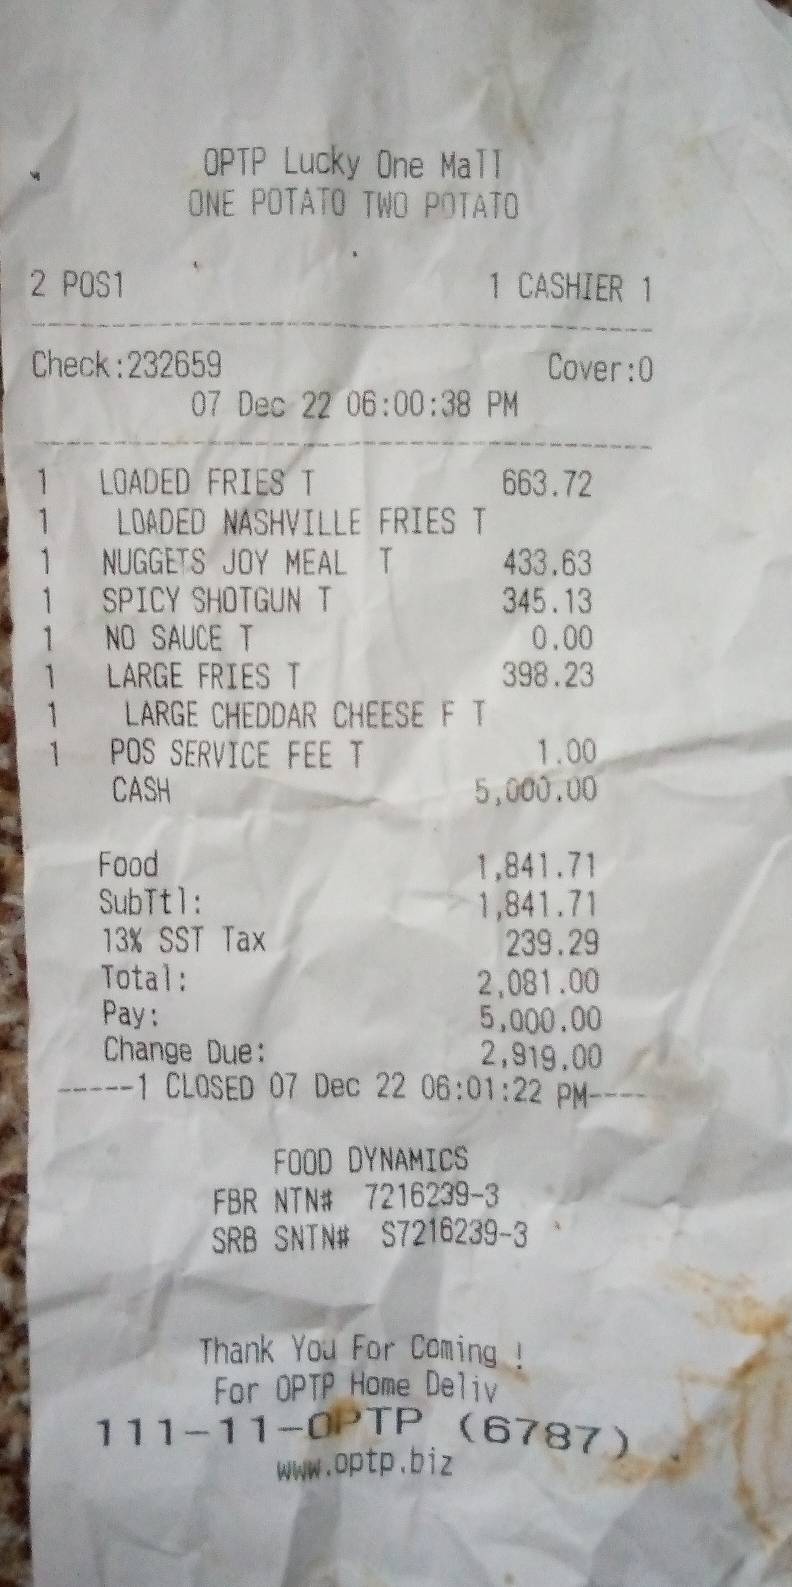 OPTP Lucky One Mall
ONE POTATO TWO POTATO
2 POS1 1 CASHIER 1
--------------------------------------------
Check:232659 Cover:0
07 Dec 22 06:00:38 PM
--------------------------------------------
1 LOADED FRIES T 663.72
1 LOADED NASHVILLE FRIES T
1 NUGGETS JOY MEAL T 433.63
1 SPICY SHOTGUN T 345.13
1 NO SAUCE T 0.00
1 LARGE FRIES T 398.23
1 LARGE CHEDDAR CHEESE F T
1 POS SERVICE FEE T 1.00
CASH 5,000.00
Food 1,841.71
SubTtl: 1,841.71
13% SST Tax 239.29
Total: 2,081.00
Pay: 5,000.00
Change Due: 2,919.00
-----1 CLOSED 07 Dec 22 06:01:22 PM----
FOOD DYNAMICS
FBR NTN# 7216239-3
SRB SNTN# S7216239-3
Thank You For Coming !
For OPTP Home Deliv
111-11-OPTP (6787)
www.optp.biz